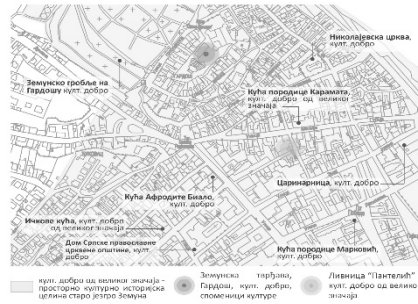 Николајевска црква,
култ. добро
Земунско гробље на
Гардошу култ. добро
Кућа породице Карамата,
култ. добро од великог
значаја
Царинарница, култ. добро
Кућа Афродите Биало,
култ. добро
Ичкове кућа, култ. добро
од великог значаја
Дом Српске православне
црквене општине, култ.
добро
Кућа породице Марковић,
култ. добро
култ. добро од великог значаја -
просторно културно историјска
целина старо језгро Земуна
Земунска тврђава,
Гардош, култ. добро,
споменици културе
Ливница "Пантелић"
култ. добро од велико
значаја